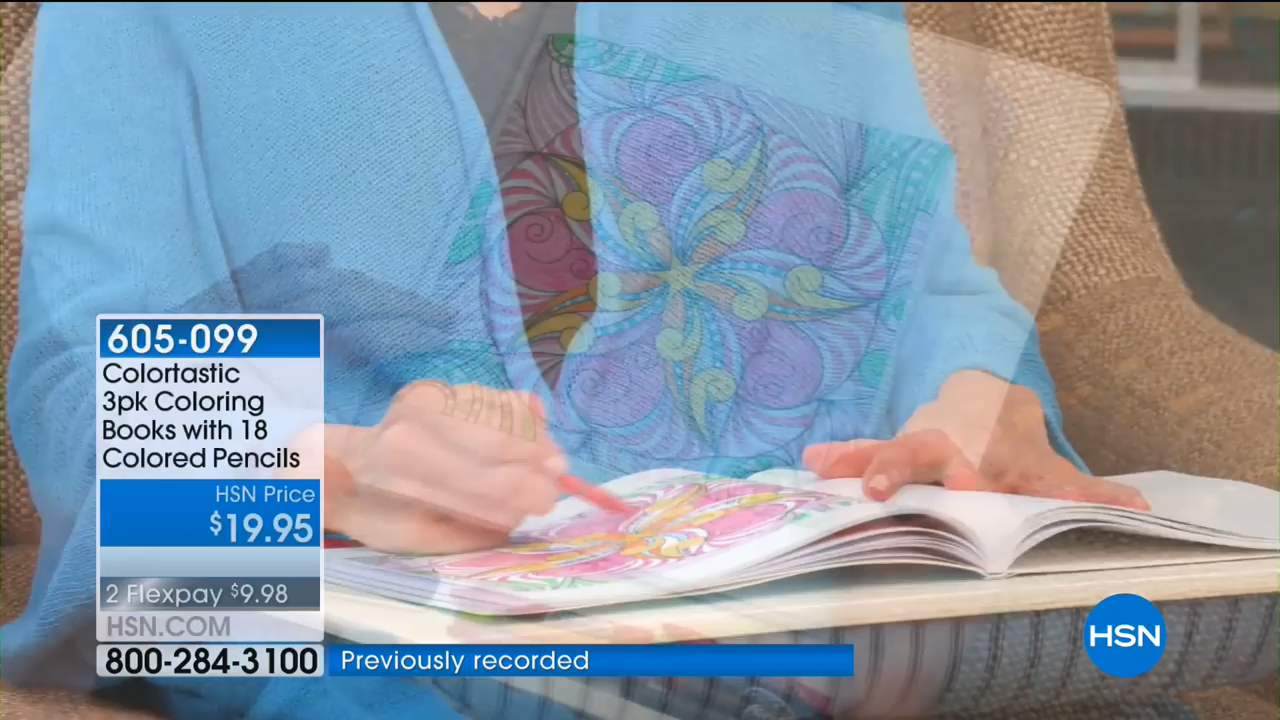 605-099
Colortastic
3pk Coloring
Books with 18
Colored Pencils
HSN Price
$19.95
2 Flexpay $9.98
HSN.COM
800-284-3100
Previously recorded
HSN